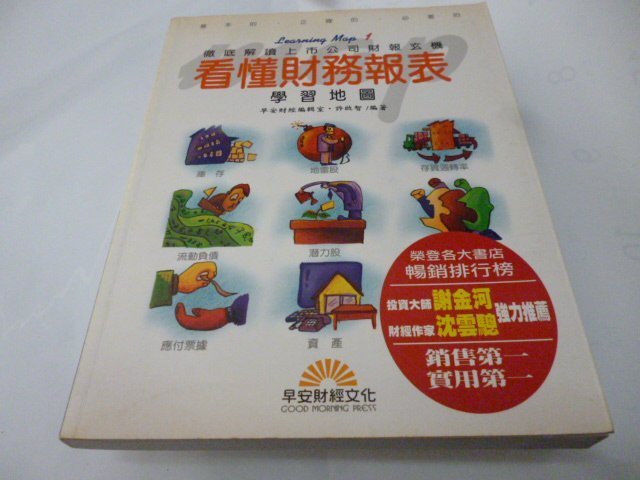 基本的 正確的 必要的
Learning Map 1
徹底解讀上市公司財報玄機
看懂財務報表
學習地圖
早安財經編輯室・許啟智/編著
庫存
地雷股
存貨週轉率
流動負債
潛力股
應付票據
資產
榮登各大書店
暢銷排行榜
投資大師 謝金河
財經作家 沈雲驄
強力推薦
銷售第一
實用第一
早安財經文化
GOOD MORNING PRESS